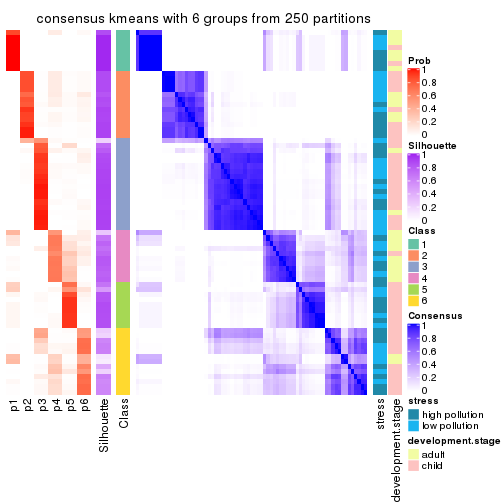 consensus kmeans with 6 groups from 250 partitions
Prob
1
0.8
0.6
0.4
0.2
0
Silhouette
1
0.8
0.6
0.4
0.2
0
Class
1
2
3
4
5
6
Consensus
1
0.8
0.6
0.4
0.2
0
stress
high pollution
low pollution
development.stage
adult
child
p1
p2
p3
p4
p5
p6
Silhouette
Class
stress
development.stage